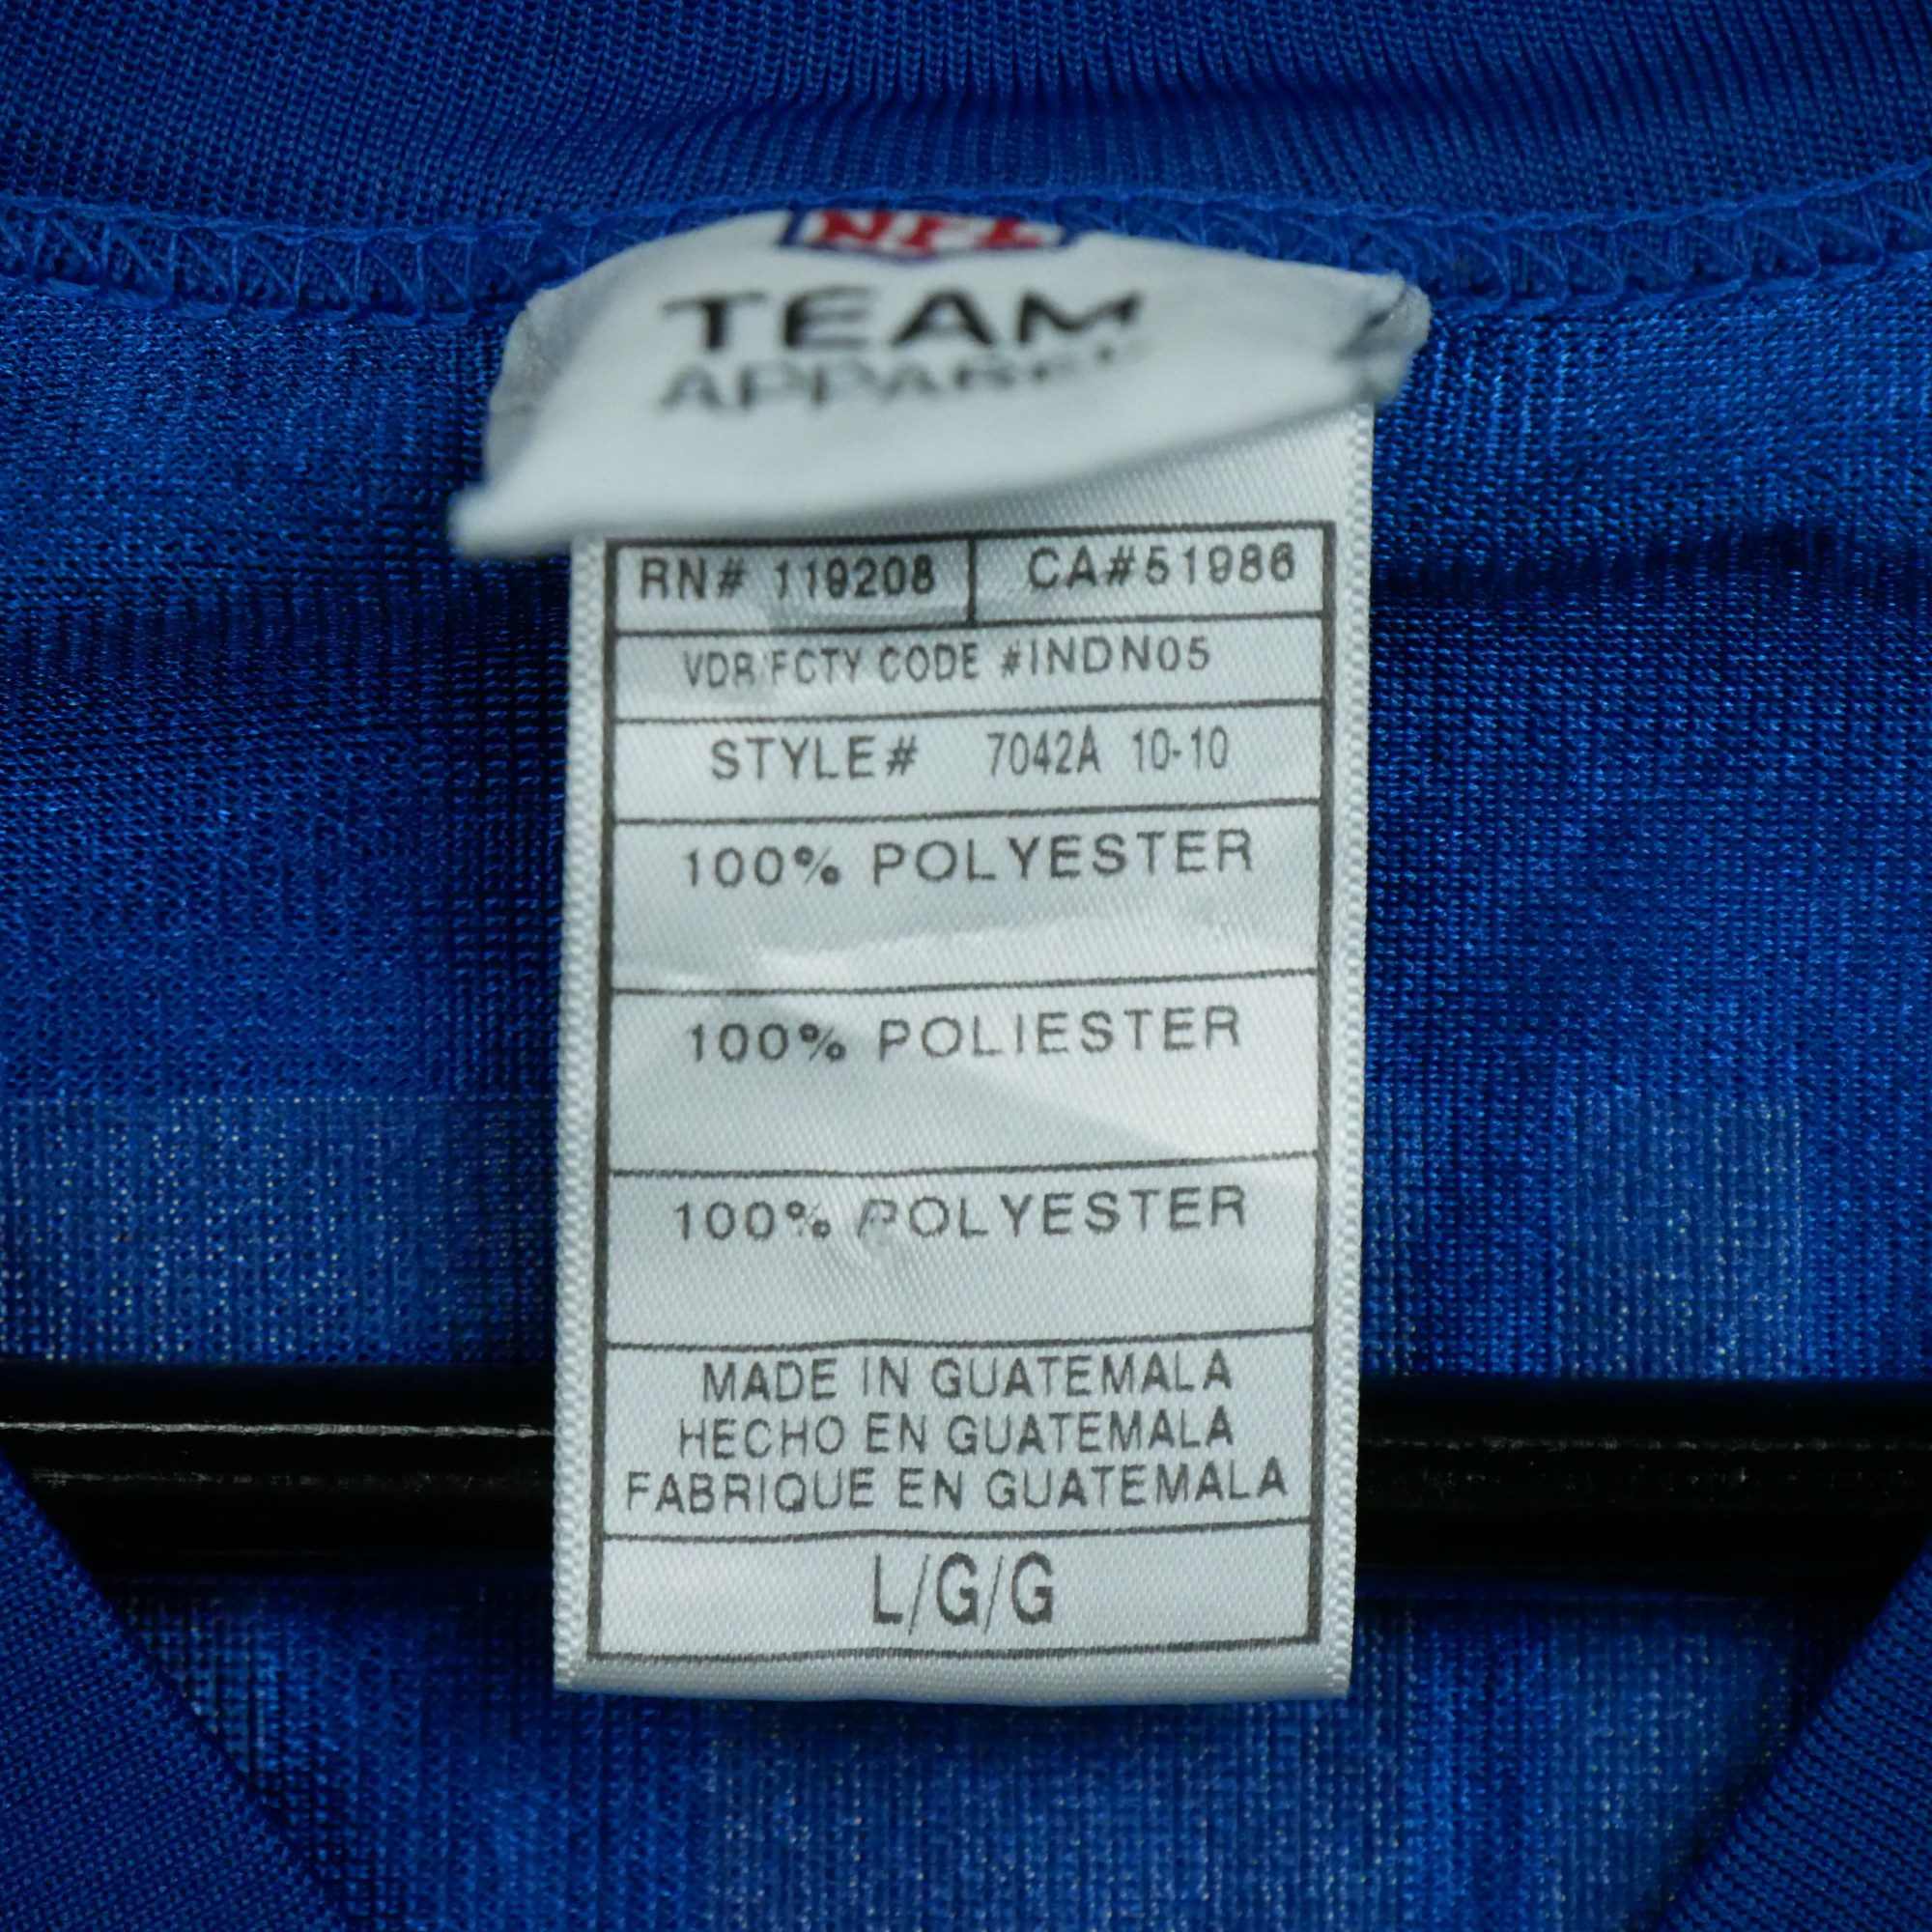 NFL
TEAM
APPAREL
RN# 119208 CA#51986
VDR/FCTY CODE #INDN05
STYLE# 7042A 10-10
100% POLYESTER
100% POLIESTER
100% POLYESTER
MADE IN GUATEMALA
HECHO EN GUATEMALA
FABRIQUE EN GUATEMALA
L/G/G